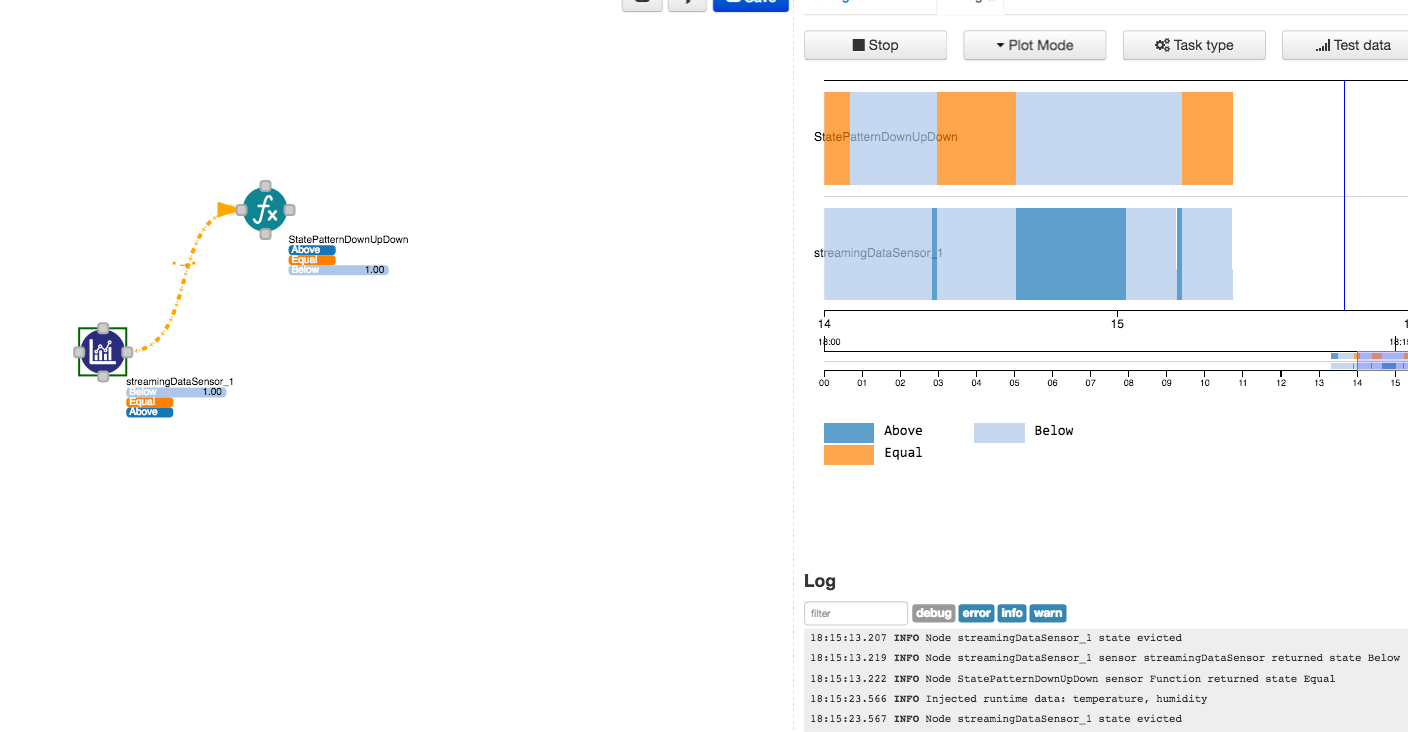 Save
Stop
Plot Mode
Task type
Test data
StatePatternDownUpDown
streamingDataSensor_1
14 15 1
18:00 18:15
00 01 02 03 04 05 06 07 08 09 10 11 12 13 14 15
Above Below
Equal
StatePatternDownUpDown
Above
Equal
Below 1.00
streamingDataSensor_1
Below 1.00
Equal
Above
Log
filter debug error info warn
18:15:13.207 INFO Node streamingDataSensor_1 state evicted
18:15:13.219 INFO Node streamingDataSensor_1 sensor streamingDataSensor returned state Below
18:15:13.222 INFO Node StatePatternDownUpDown sensor Function returned state Equal
18:15:23.566 INFO Injected runtime data: temperature, humidity
18:15:23.567 INFO Node streamingDataSensor_1 state evicted